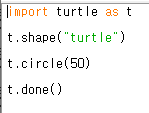 import turtle as t
t.shape("turtle")
t.circle(50)
t.done()